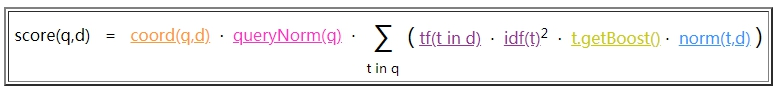 score(q,d) = coord(q,d) · queryNorm(q) · ∑ ( tf(t in d) · idf(t)² · t.getBoost() · norm(t,d) )
t in q